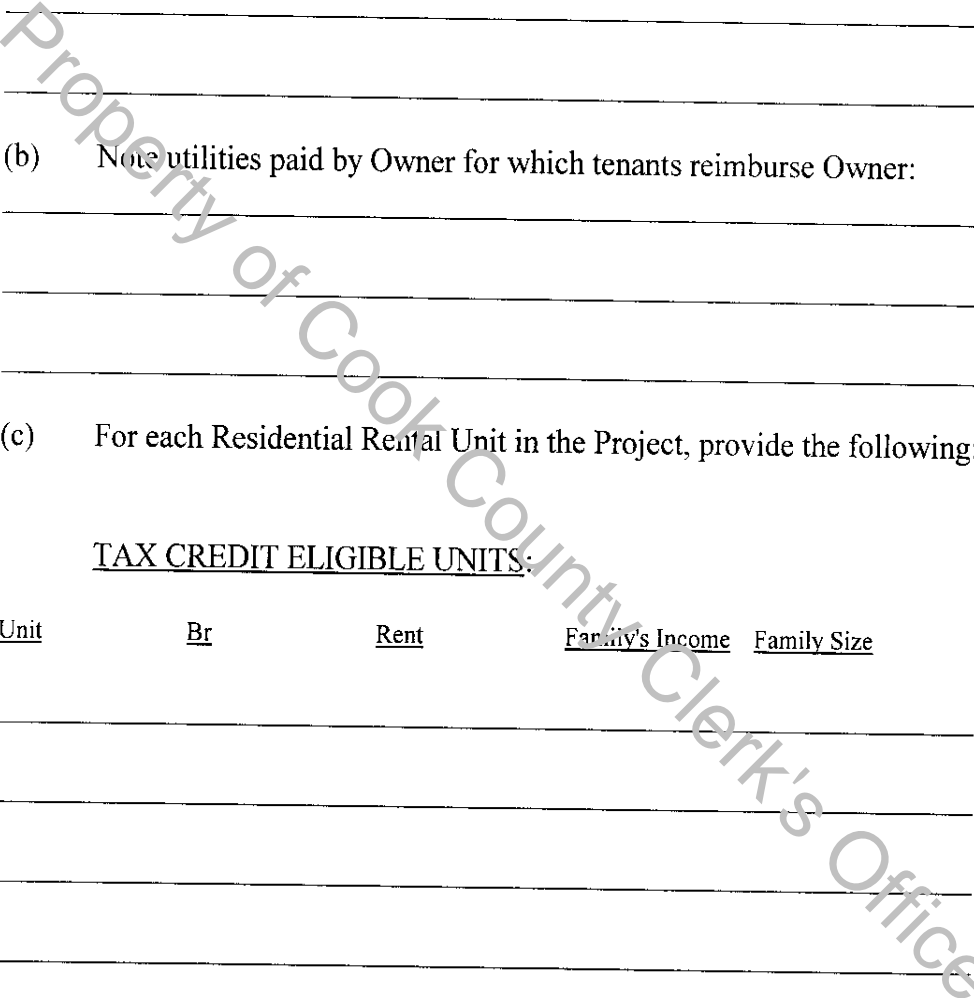 (b) Note utilities paid by Owner for which tenants reimburse Owner:
(c) For each Residential Rental Unit in the Project, provide the following:
TAX CREDIT ELIGIBLE UNITS:
Unit Br Rent Family's Income Family Size
Property of Cook County Clerk's Office